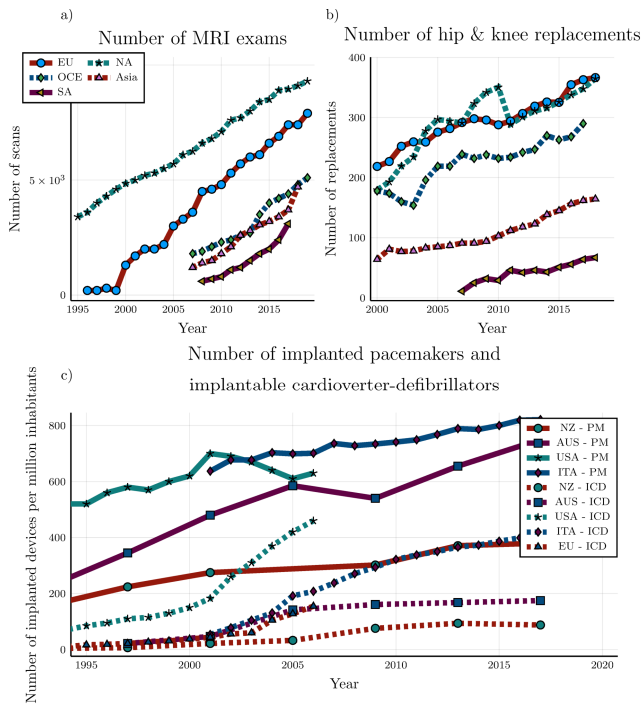 a)
Number of MRI exams
EU
NA
OCE
Asia
SA
Number of scans
5 × 10³
0
1995
2000
2005
2010
2015
Year
b)
Number of hip & knee replacements
Number of replacements
400
300
200
100
0
2000
2005
2010
2015
Year
c)
Number of implanted pacemakers and
implantable cardioverter-defibrillators
Number of implanted devices per million inhabitants
800
600
400
200
0
NZ - PM
AUS - PM
USA - PM
ITA - PM
NZ - ICD
AUS - ICD
USA - ICD
ITA - ICD
EU - ICD
1995
2000
2005
2010
2015
2020
Year